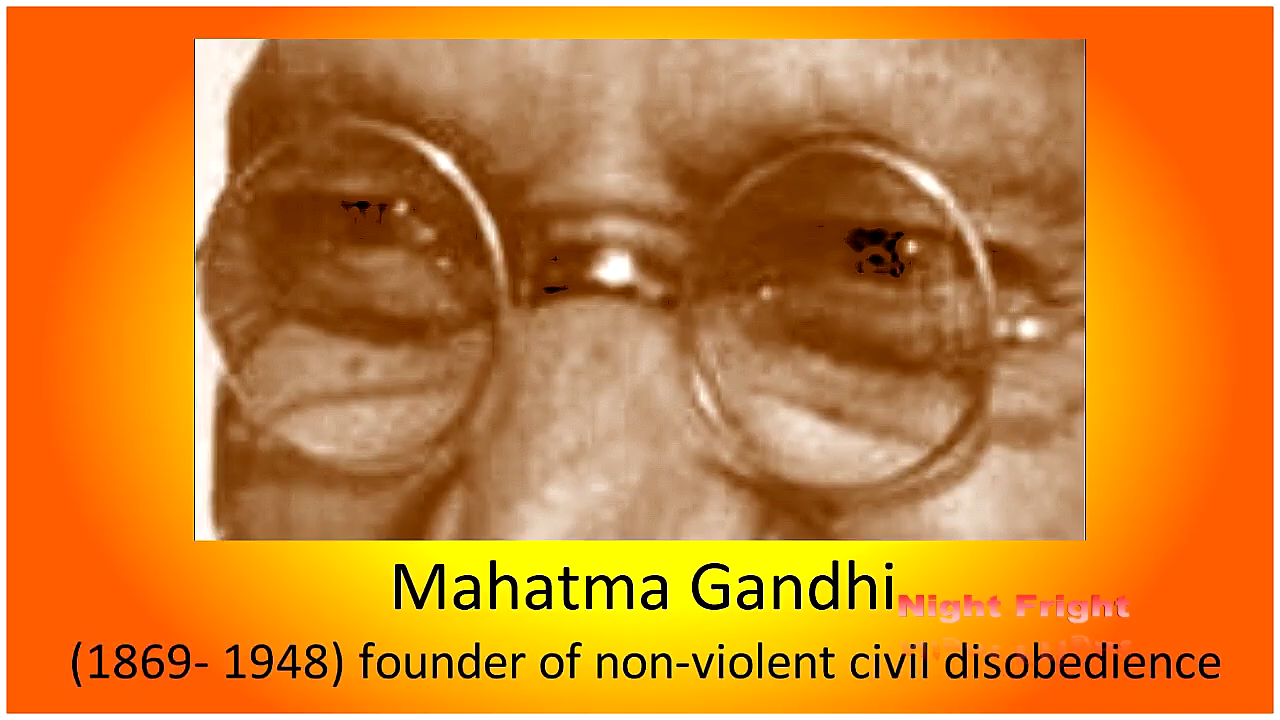 Mahatma Gandhi
Night Fright
(1869- 1948) founder of non-violent civil disobedience